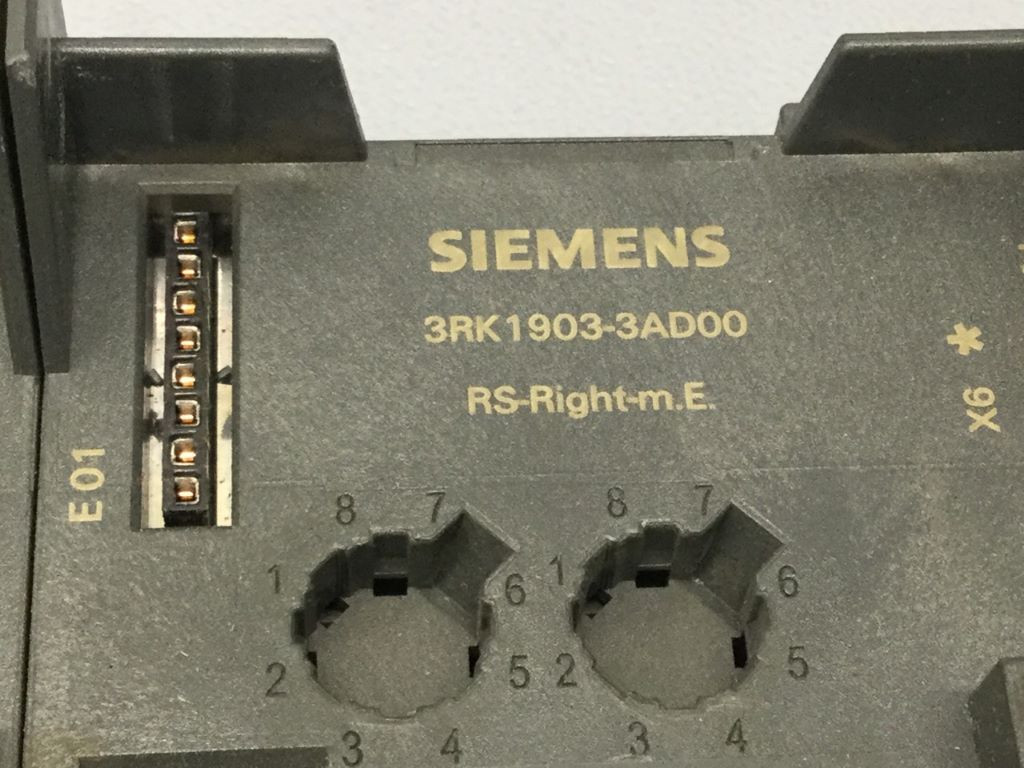 SIEMENS
3RK1903-3AD00
RS-Right-m.E.
* X6
E01
8 7 8 7
1 6 1 6
2 5 2 5
3 4 3 4